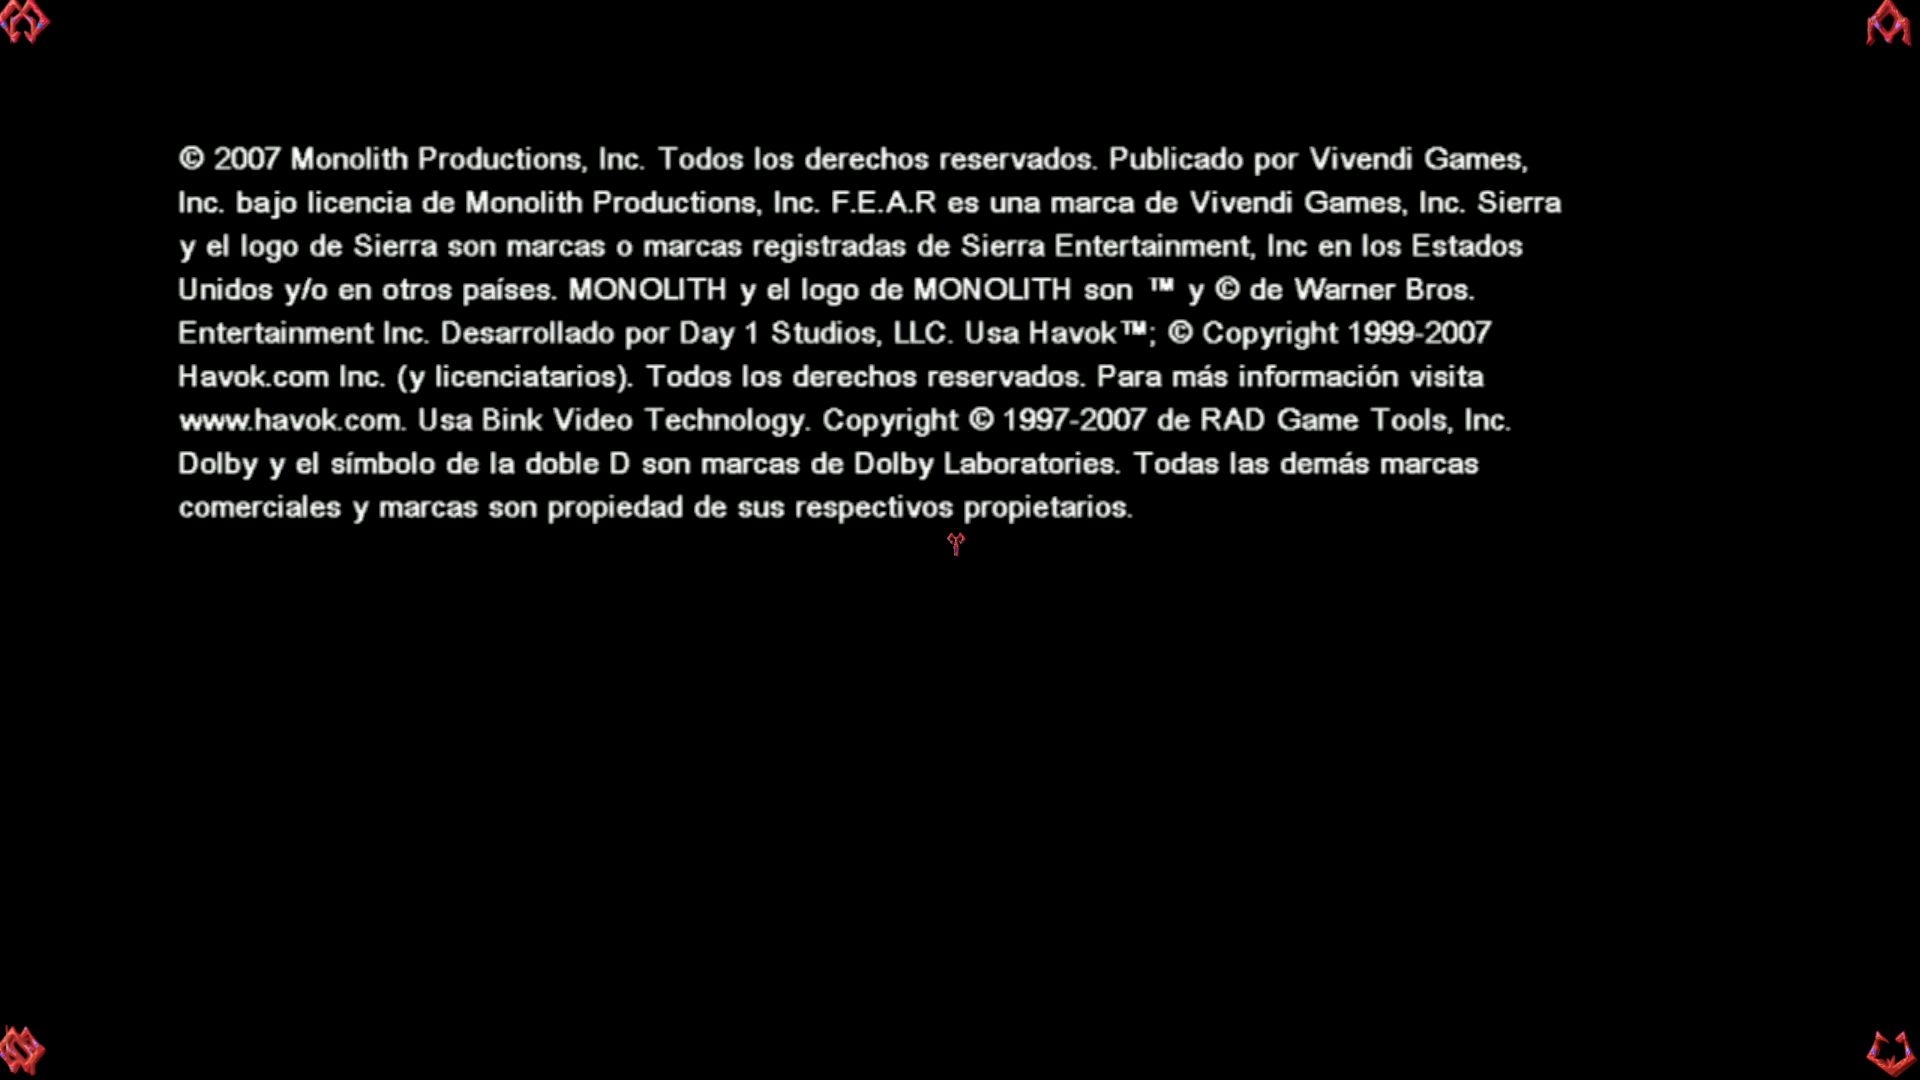 © 2007 Monolith Productions, Inc. Todos los derechos reservados. Publicado por Vivendi Games,
Inc. bajo licencia de Monolith Productions, Inc. F.E.A.R es una marca de Vivendi Games, Inc. Sierra
y el logo de Sierra son marcas o marcas registradas de Sierra Entertainment, Inc en los Estados
Unidos y/o en otros países. MONOLITH y el logo de MONOLITH son ™ y © de Warner Bros.
Entertainment Inc. Desarrollado por Day 1 Studios, LLC. Usa Havok™; © Copyright 1999-2007
Havok.com Inc. (y licenciatarios). Todos los derechos reservados. Para más información visita
www.havok.com. Usa Bink Video Technology. Copyright © 1997-2007 de RAD Game Tools, Inc.
Dolby y el símbolo de la doble D son marcas de Dolby Laboratories. Todas las demás marcas
comerciales y marcas son propiedad de sus respectivos propietarios.